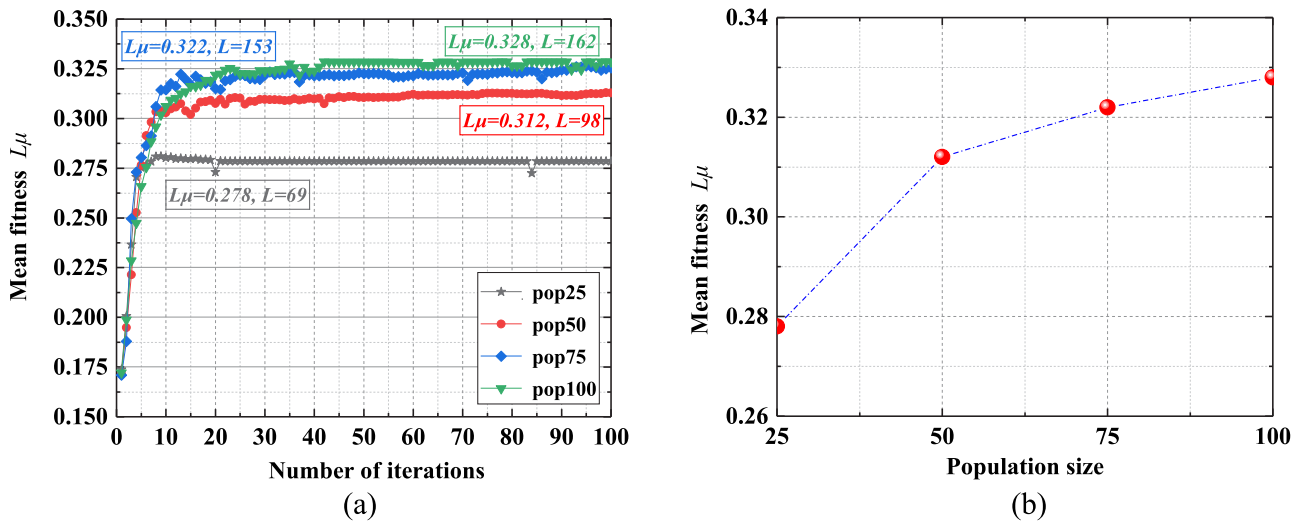 (a)
0.350
0.325
0.300
0.275
0.250
0.225
0.200
0.175
0.150
Mean fitness Lμ
Lμ=0.322, L=153
Lμ=0.328, L=162
Lμ=0.312, L=98
Lμ=0.278, L=69
pop25
pop50
pop75
pop100
0 10 20 30 40 50 60 70 80 90 100
Number of iterations
(a)
(b)
0.34
0.32
0.30
0.28
0.26
Mean fitness Lμ
25 50 75 100
Population size
(b)